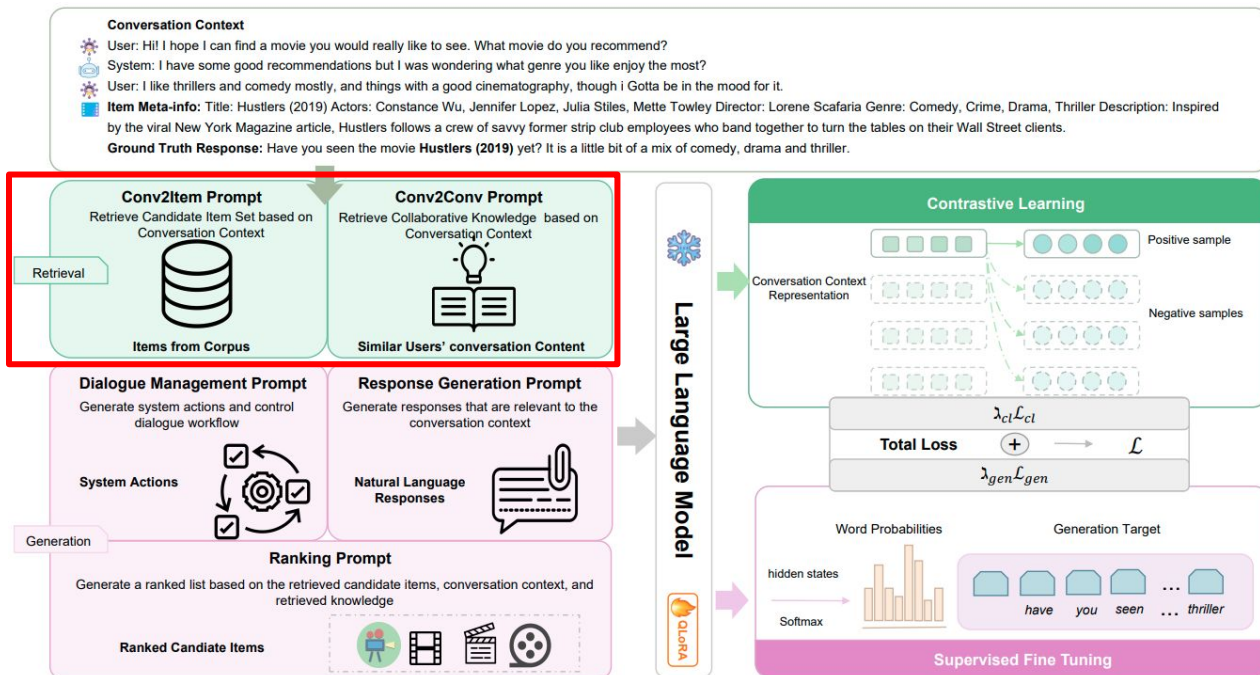 Conversation Context
User: Hi! I hope I can find a movie you would really like to see. What movie do you recommend?
System: I have some good recommendations but I was wondering what genre you like enjoy the most?
User: I like thrillers and comedy mostly, and things with a good cinematography, though i Gotta be in the mood for it.
Item Meta-info: Title: Hustlers (2019) Actors: Constance Wu, Jennifer Lopez, Julia Stiles, Mette Towley Director: Lorene Scafaria Genre: Comedy, Crime, Drama, Thriller Description: Inspired
by the viral New York Magazine article, Hustlers follows a crew of savvy former strip club employees who band together to turn the tables on their Wall Street clients.
Ground Truth Response: Have you seen the movie Hustlers (2019) yet? It is a little bit of a mix of comedy, drama and thriller.
Conv2Item Prompt
Retrieve Candidate Item Set based on
Conversation Context
Retrieval
Items from Corpus
Conv2Conv Prompt
Retrieve Collaborative Knowledge based on
Conversation Context
Similar Users' conversation Content
Dialogue Management Prompt
Generate system actions and control
dialogue workflow
System Actions
Response Generation Prompt
Generate responses that are relevant to the
conversation context
Natural Language
Responses
Generation
Ranking Prompt
Generate a ranked list based on the retrieved candidate items, conversation context, and
retrieved knowledge
Ranked Candiate Items
Large Language Model
QLoRA
Contrastive Learning
Positive sample
Conversation Context
Representation
Negative samples
λcl ℒcl
Total Loss + ℒ
λgen ℒgen
Word Probabilities
Generation Target
hidden states
Softmax
have you seen ... thriller
...
Supervised Fine Tuning